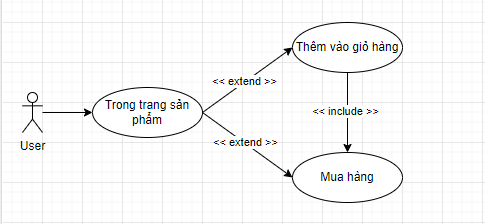 Thêm vào giỏ hàng
<< extend >>
Trong trang sản
phẩm
<< include >>
User
<< extend >>
Mua hàng